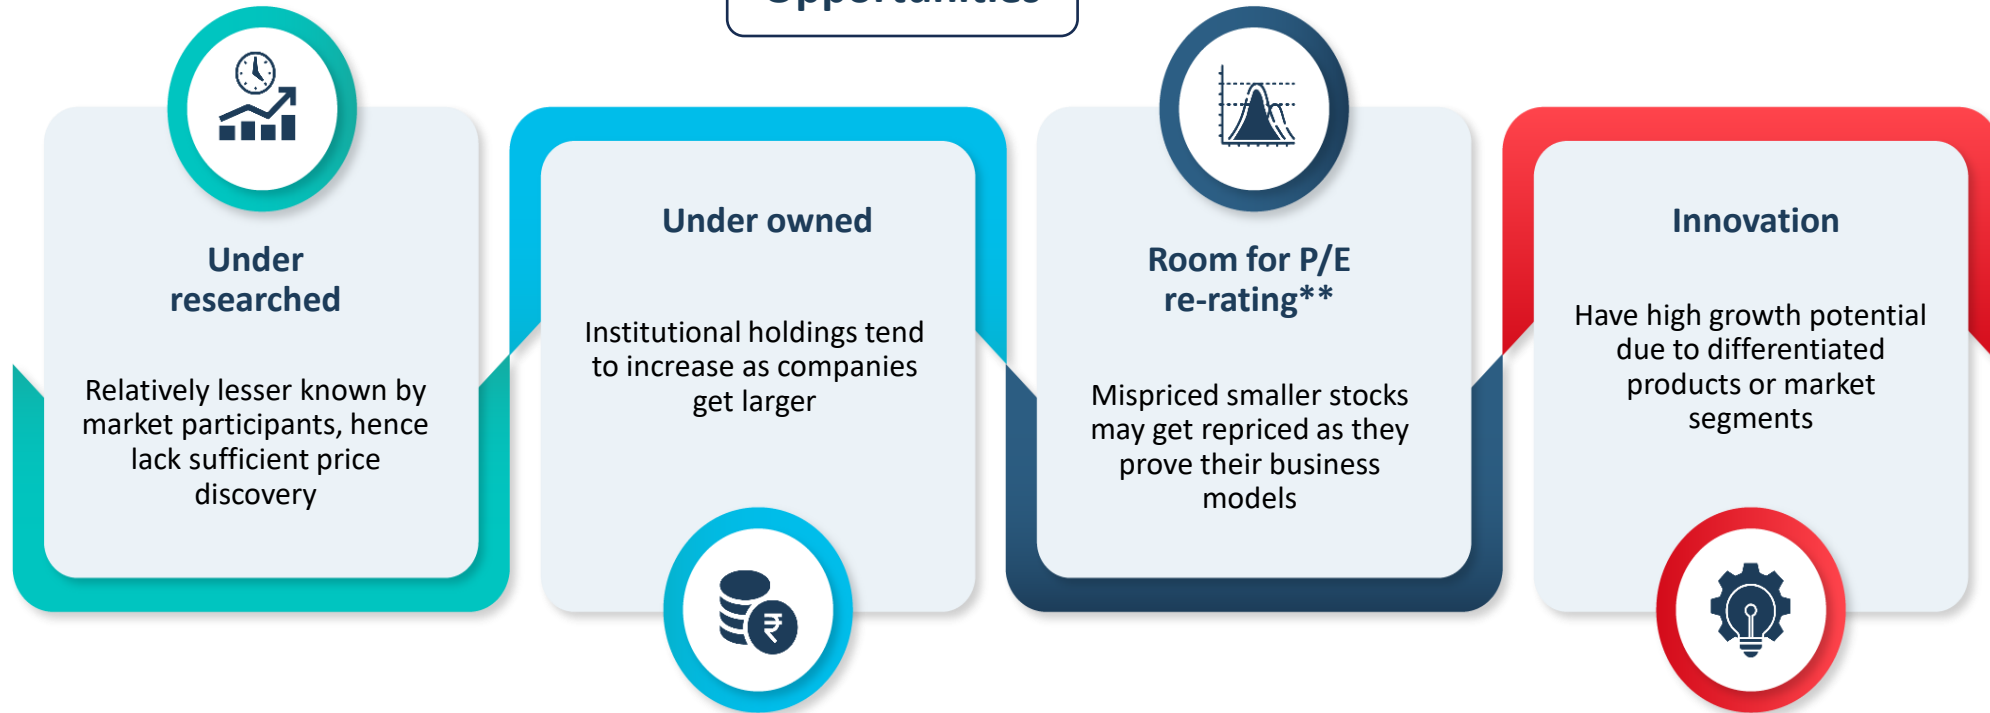 Opportunities
Under
researched
Relatively lesser known by
market participants, hence
lack sufficient price
discovery
Under owned
Institutional holdings tend
to increase as companies
get larger
₹
Room for P/E
re-rating**
Mispriced smaller stocks
may get repriced as they
prove their business
models
Innovation
Have high growth potential
due to differentiated
products or market
segments